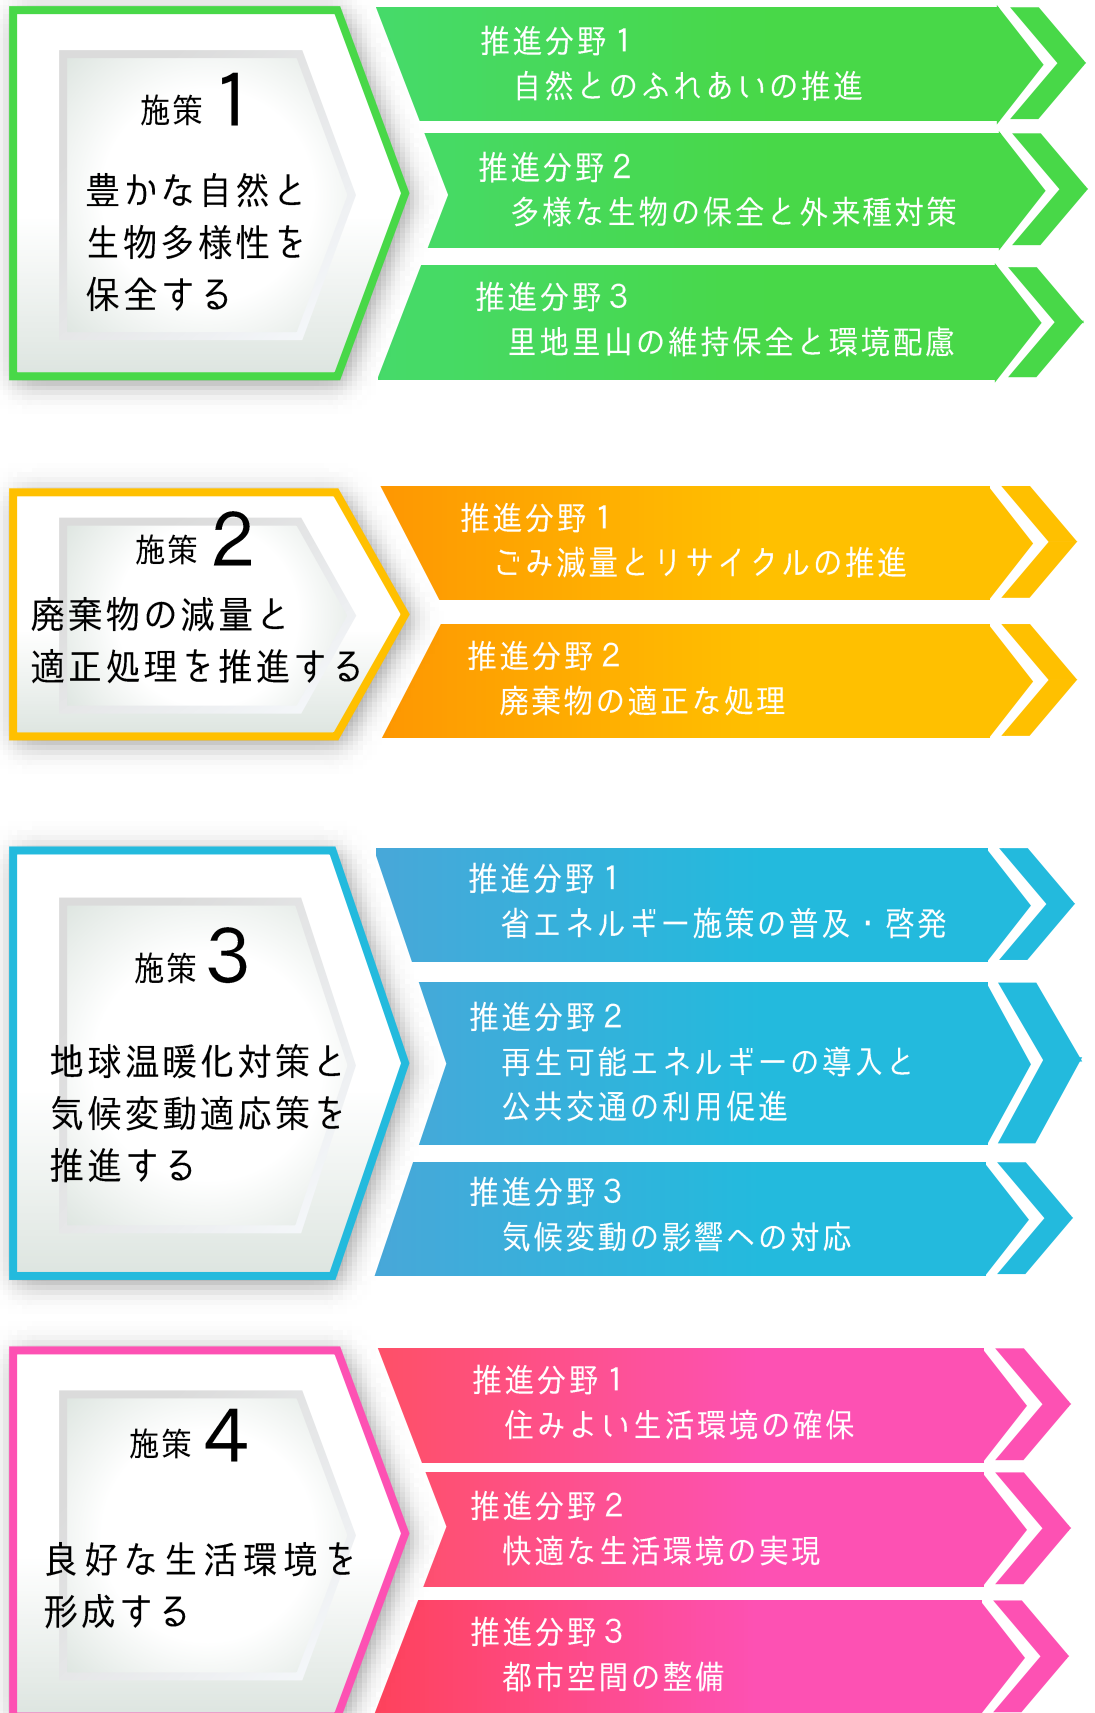 施策 1
豊かな自然と
生物多様性を
保全する
推進分野１
自然とのふれあいの推進
推進分野２
多様な生物の保全と外来種対策
推進分野３
里地里山の維持保全と環境配慮
施策 2
廃棄物の減量と
適正処理を推進する
推進分野１
ごみ減量とリサイクルの推進
推進分野２
廃棄物の適正な処理
施策 3
地球温暖化対策と
気候変動適応策を
推進する
推進分野１
省エネルギー施策の普及・啓発
推進分野２
再生可能エネルギーの導入と
公共交通の利用促進
推進分野３
気候変動の影響への対応
施策 4
良好な生活環境を
形成する
推進分野１
住みよい生活環境の確保
推進分野２
快適な生活環境の実現
推進分野３
都市空間の整備